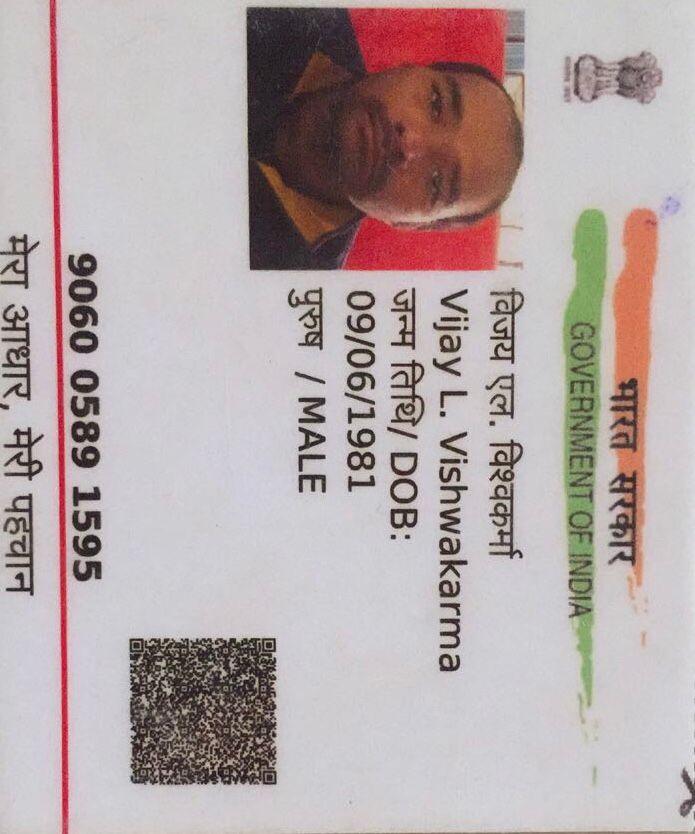 भारत सरकार
GOVERNMENT OF INDIA
विजय एल. विश्वकर्मा
Vijay L. Vishwakarma
जन्म तिथि/ DOB:
09/06/1981
पुरुष / MALE
9060 0589 1595
मेरा आधार, मेरी पहचान